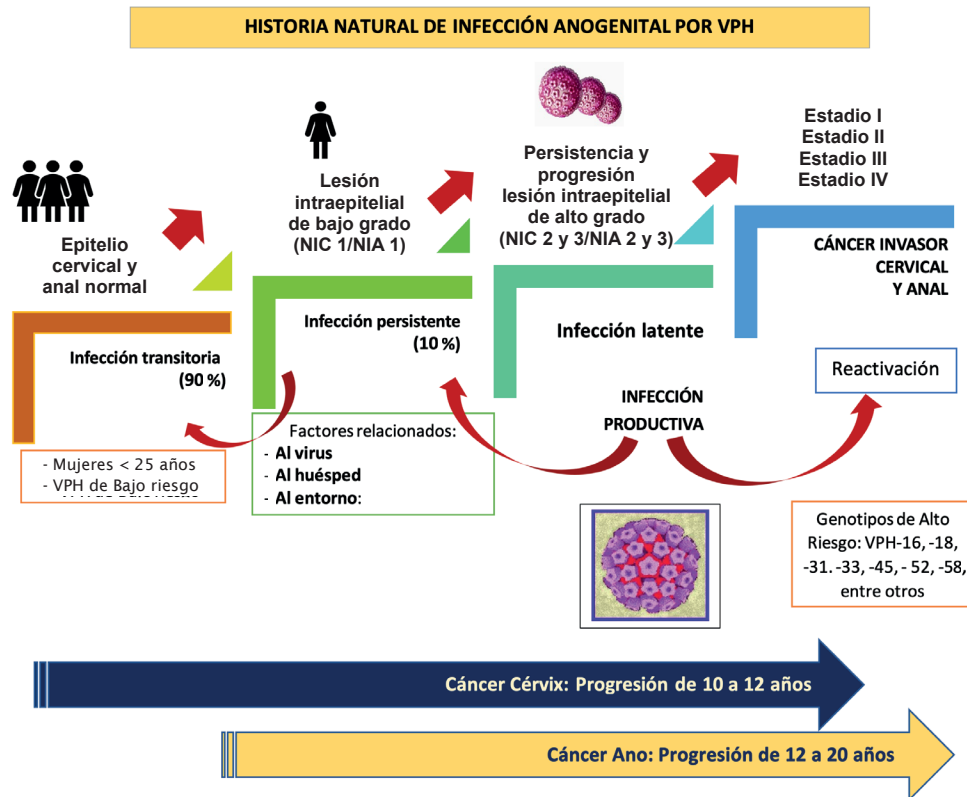 HISTORIA NATURAL DE INFECCIÓN ANOGENITAL POR VPH
Epitelio
cervical y
anal normal
Infección transitoria
(90 %)
- Mujeres < 25 años
- VPH de Bajo riesgo
Lesión
intraepitelial
de bajo grado
(NIC 1/NIA 1)
Infección persistente
(10 %)
Factores relacionados:
- Al virus
- Al huésped
- Al entorno:
Persistencia y
progresión
lesión intraepitelial
de alto grado
(NIC 2 y 3/NIA 2 y 3)
Infección latente
INFECCIÓN
PRODUCTIVA
Estadio I
Estadio II
Estadio III
Estadio IV
CÁNCER INVASOR
CERVICAL
Y ANAL
Reactivación
Genotipos de Alto
Riesgo: VPH-16, -18,
-31. -33, -45, - 52, -58,
entre otros
Cáncer Cérvix: Progresión de 10 a 12 años
Cáncer Ano: Progresión de 12 a 20 años